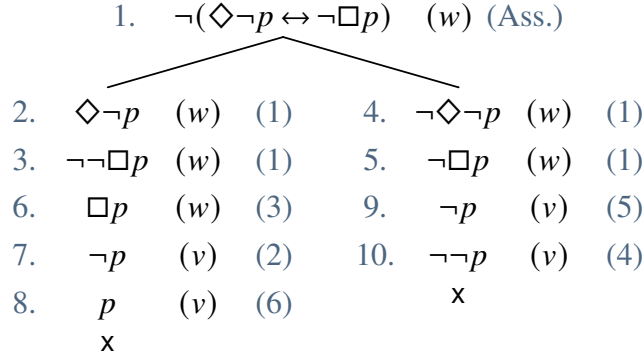 1. ¬(◇¬p ↔ ¬□p) (w) (Ass.)
2. ◇¬p (w) (1) 4. ¬◇¬p (w) (1)
3. ¬¬□p (w) (1) 5. ¬□p (w) (1)
6. □p (w) (3) 9. ¬p (v) (5)
7. ¬p (v) (2) 10. ¬¬p (v) (4)
8. p (v) (6) x
x